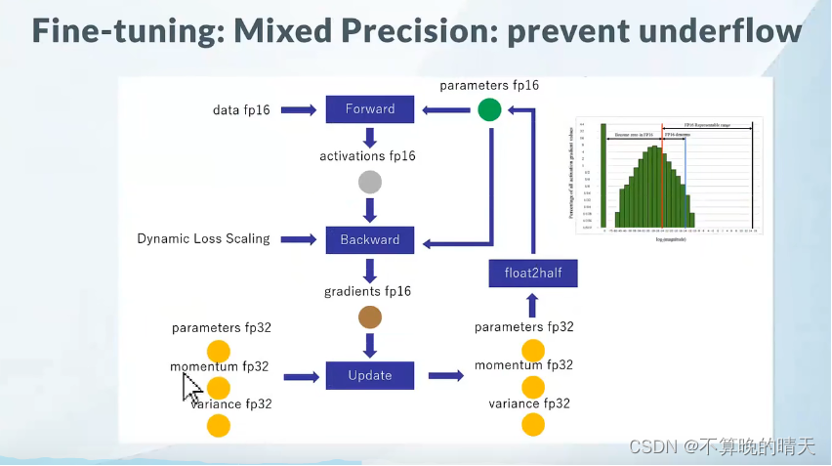 Fine-tuning: Mixed Precision: prevent underflow
parameters fp16
data fp16
Forward
FP16 Representable range
Become zero in FP16
FP16 denorms
Percentage of all activation gradient values
log2(magnitude)
activations fp16
Dynamic Loss Scaling
Backward
float2half
gradients fp16
parameters fp32
momentum fp32
variance fp32
Update
parameters fp32
momentum fp32
variance fp32
CSDN @不算晚的晴天